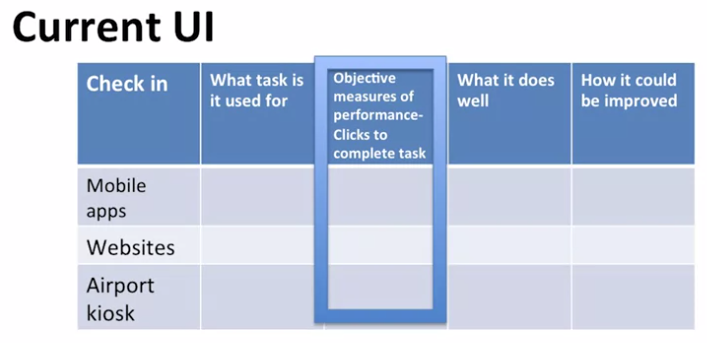 Current UI
Check in
What task is
it used for
Objective
measures of
performance-
Clicks to
complete task
What it does
well
How it could
be improved
Mobile
apps
Websites
Airport
kiosk